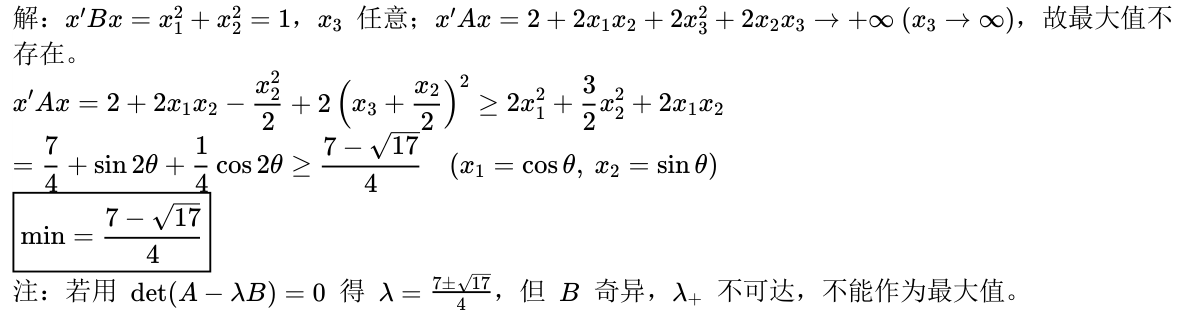 解：x′Bx = x₁² + x₂² = 1，x₃ 任意；x′Ax = 2 + 2x₁x₂ + 2x₃² + 2x₂x₃ → +∞ (x₃ → ∞)，故最大值不
存在。
x′Ax = 2 + 2x₁x₂ − x₂²/2 + 2(x₃ + x₂/2)² ≥ 2x₁² + 3/2 x₂² + 2x₁x₂
= 7/4 + sin 2θ + 1/4 cos 2θ ≥ (7 − √17)/4 (x₁ = cos θ, x₂ = sin θ)
min = (7 − √17)/4
注：若用 det(A − λB) = 0 得 λ = (7±√17)/4，但 B 奇异，λ₊ 不可达，不能作为最大值。